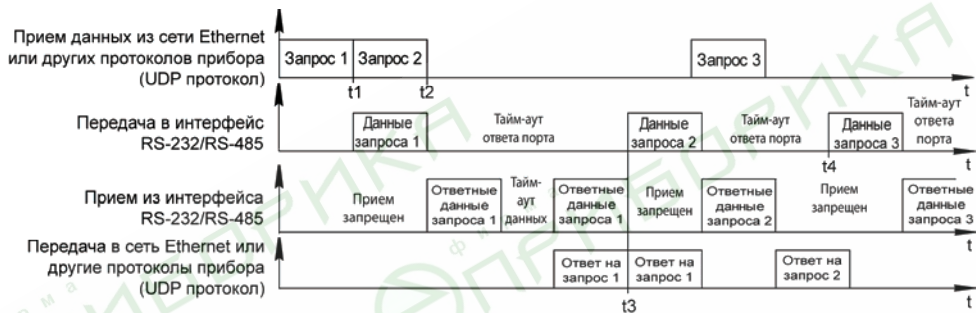 Прием данных из сети Ethernet
или других протоколов прибора
(UDP протокол)
Запрос 1
Запрос 2
Запрос 3
t1
t2
t
Передача в интерфейс
RS-232/RS-485
Данные
запроса 1
Тайм-аут
ответа порта
Данные
запроса 2
Тайм-аут
ответа порта
Данные
запроса 3
Тайм-аут
ответа
порта
t4
t
Прием из интерфейса
RS-232/RS-485
Прием
запрещен
Ответные
данные
запроса 1
Тайм-
аут
данных
Ответные
данные
запроса 1
Прием
запрещен
Ответные
данные
запроса 2
Прием
запрещен
Ответные
данные
запроса 3
t
Передача в сеть Ethernet или
другие протоколы прибора
(UDP протокол)
Ответ на
запрос 1
Ответ на
запрос 1
Ответ на
запрос 2
t3
t